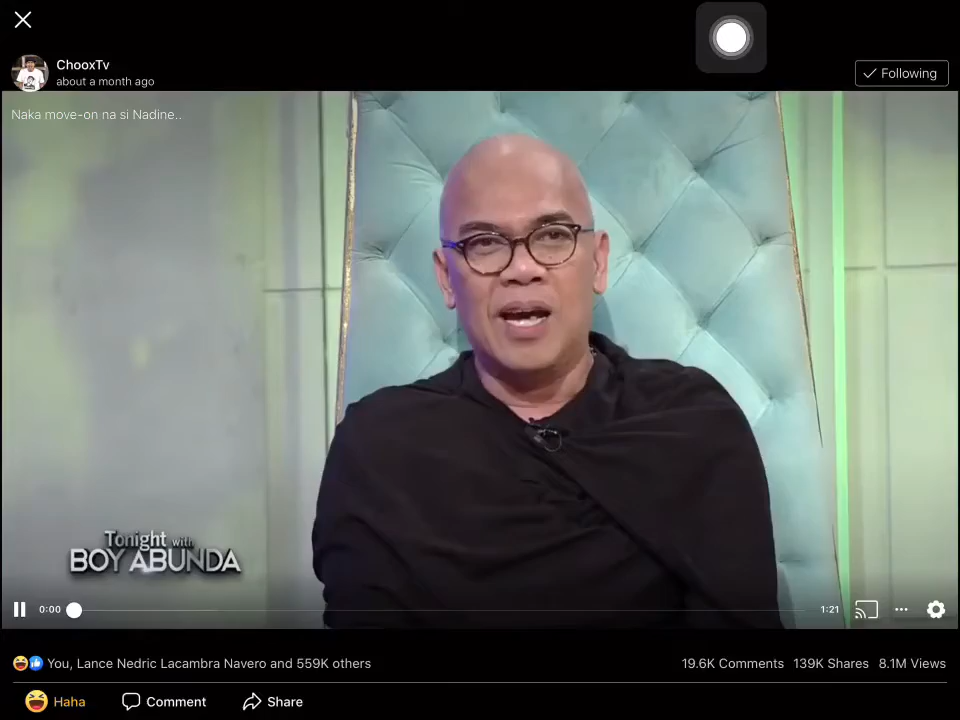 ChooxTv
about a month ago
Following
Naka move-on na si Nadine..
Tonight with
BOY ABUNDA
0:00
1:21
You, Lance Nedric Lacambra Navero and 559K others
19.6K Comments 139K Shares 8.1M Views
Haha Comment Share